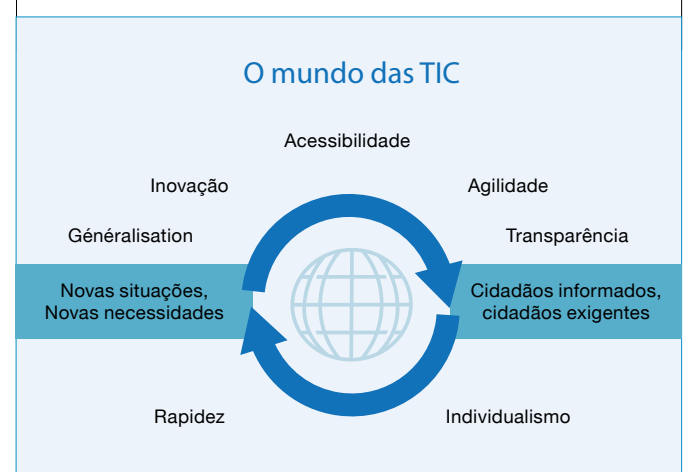 O mundo das TIC
Acessibilidade
Inovação
Agilidade
Généralisation
Transparência
Novas situações,
Novas necessidades
Cidadãos informados,
cidadãos exigentes
Rapidez
Individualismo